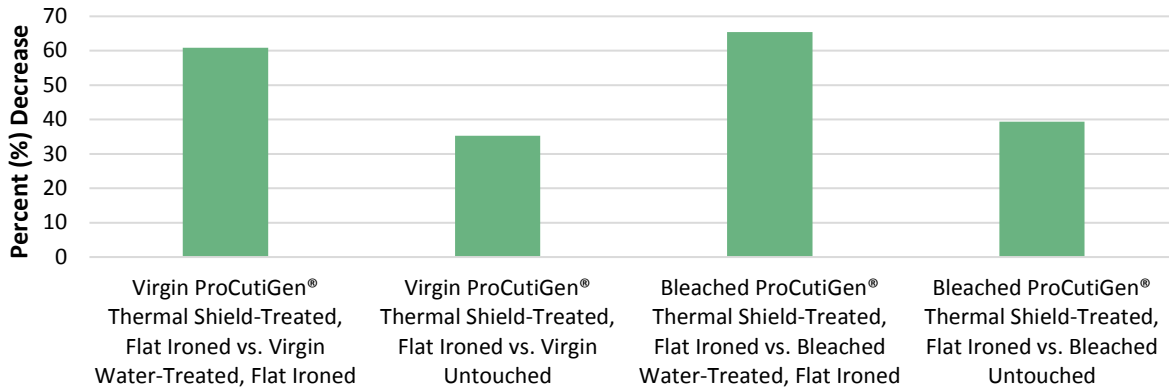 Percent (%) Decrease
70
60
50
40
30
20
10
0
Virgin ProCutiGen®
Thermal Shield-Treated,
Flat Ironed vs. Virgin
Water-Treated, Flat Ironed
Virgin ProCutiGen®
Thermal Shield-Treated,
Flat Ironed vs. Virgin
Untouched
Bleached ProCutiGen®
Thermal Shield-Treated,
Flat Ironed vs. Bleached
Water-Treated, Flat Ironed
Bleached ProCutiGen®
Thermal Shield-Treated,
Flat Ironed vs. Bleached
Untouched